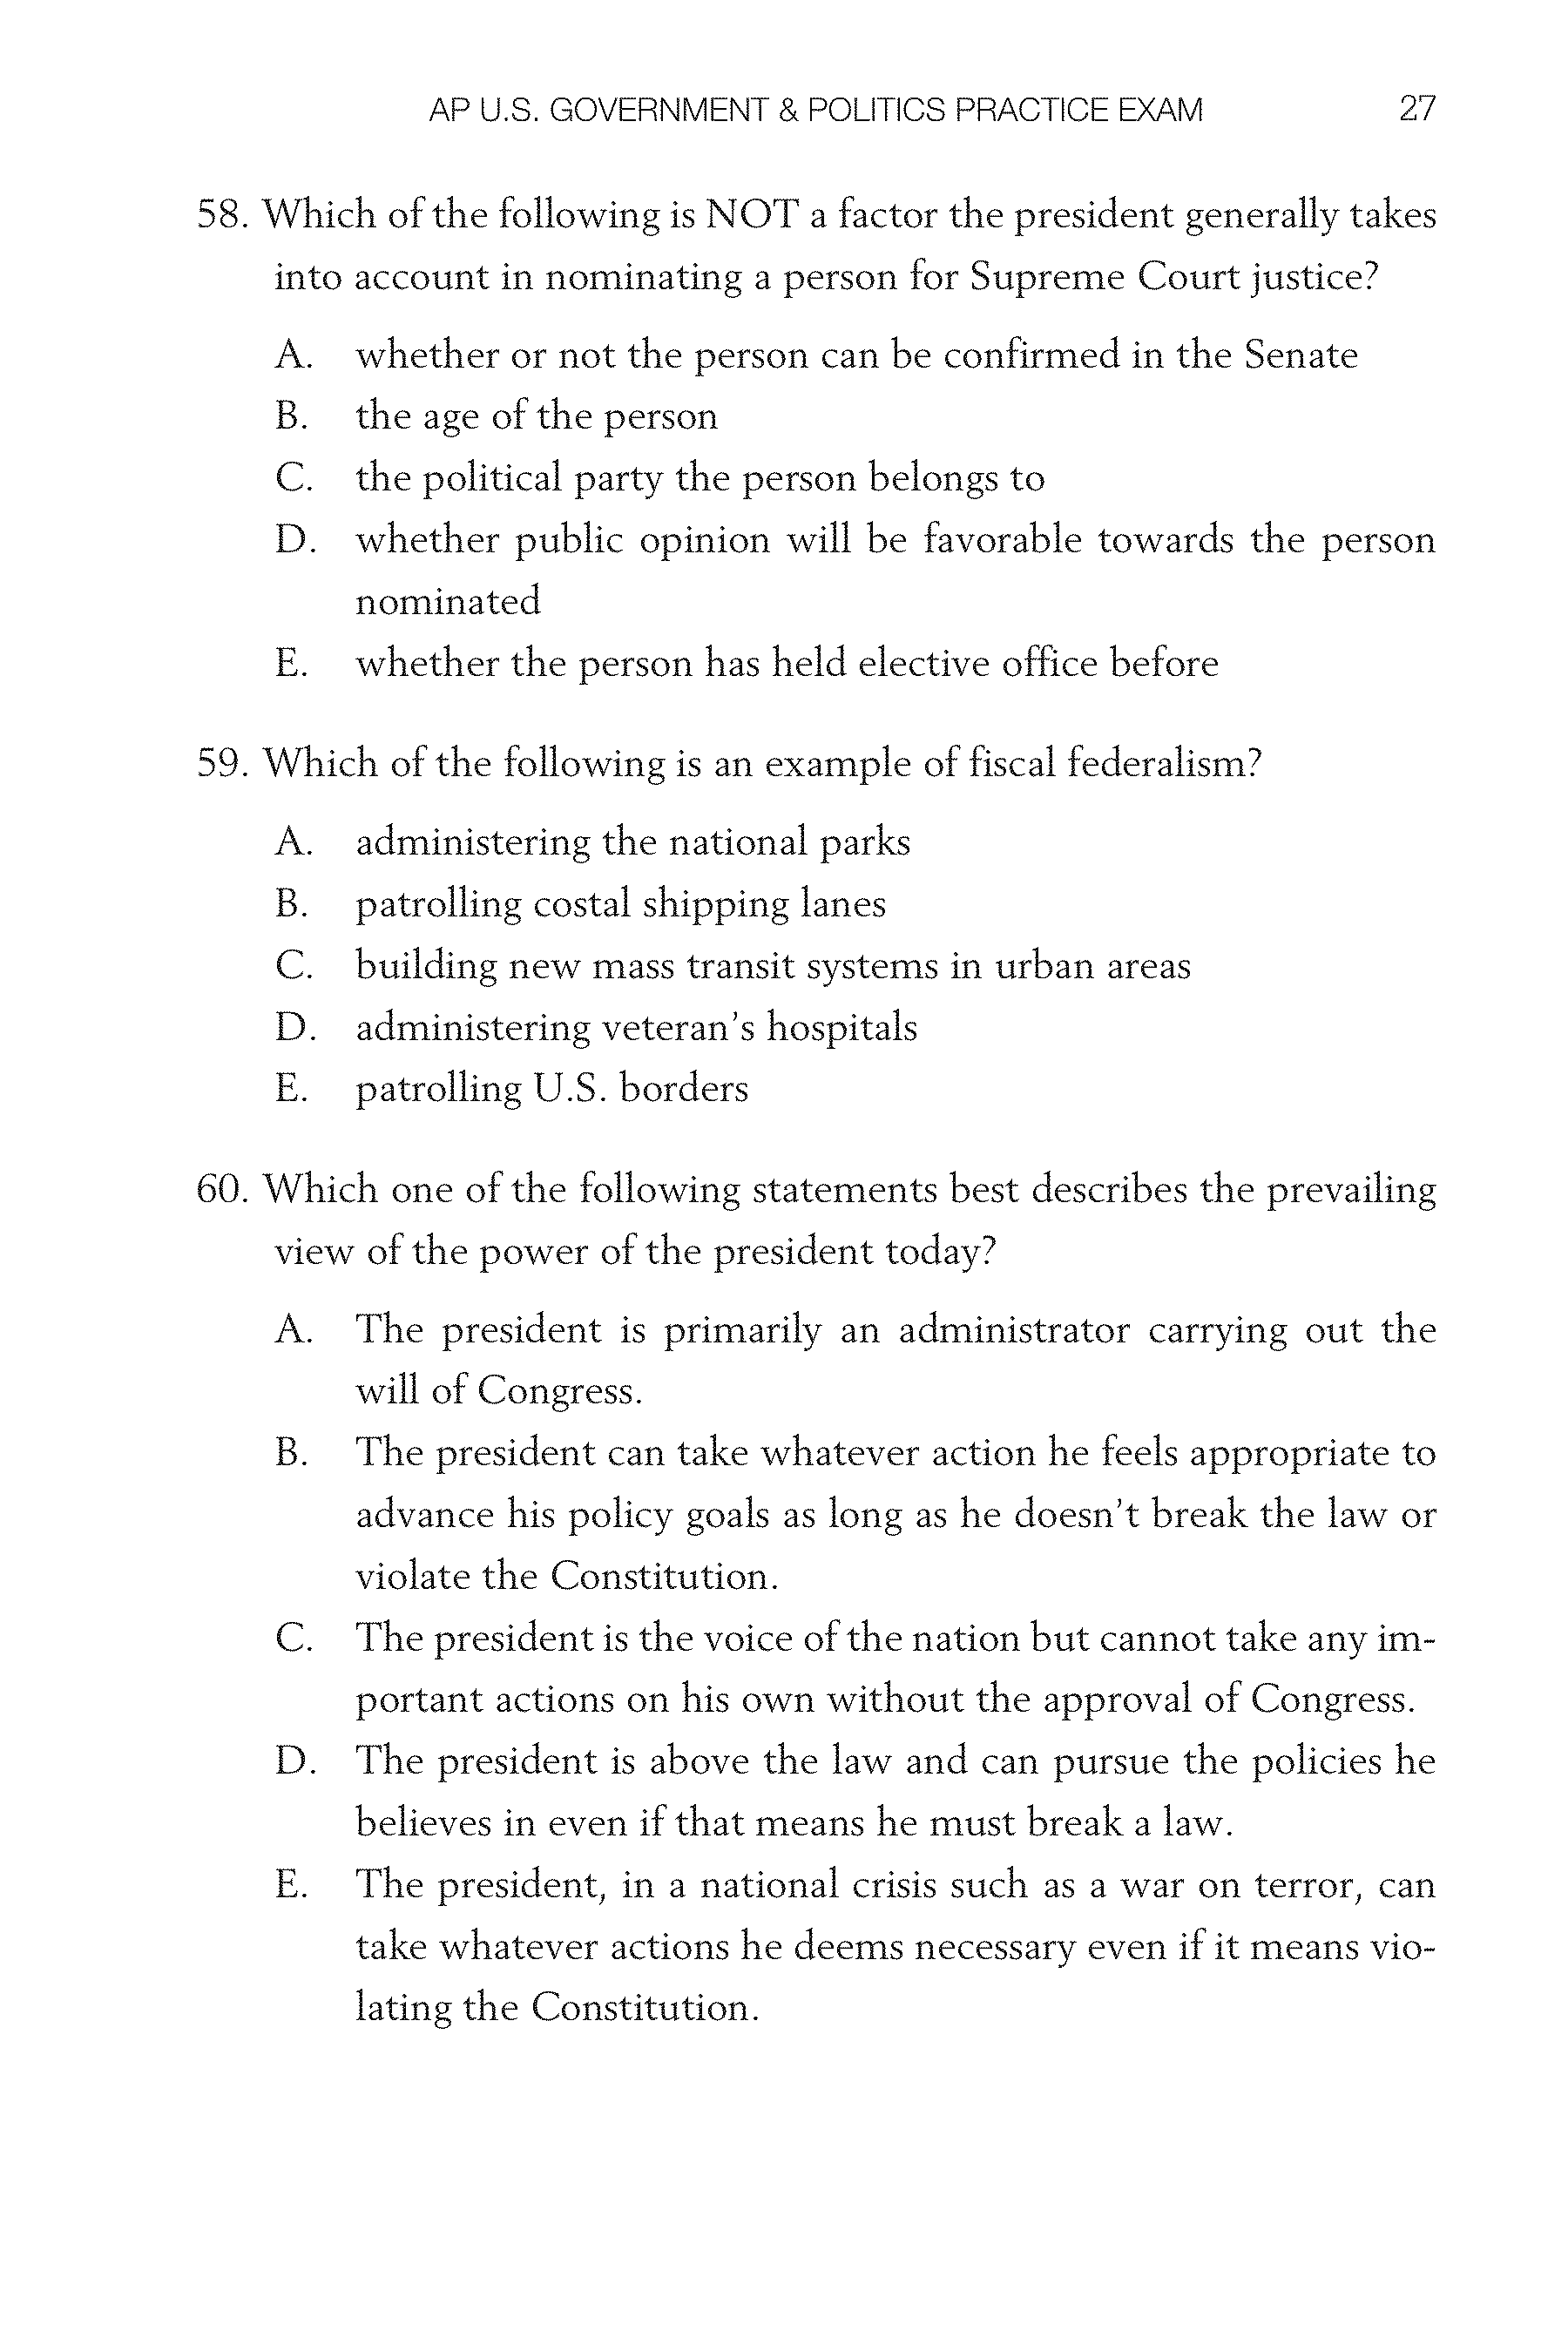 AP U.S. GOVERNMENT & POLITICS PRACTICE EXAM 27
58. Which of the following is NOT a factor the president generally takes
into account in nominating a person for Supreme Court justice?
A. whether or not the person can be confirmed in the Senate
B. the age of the person
C. the political party the person belongs to
D. whether public opinion will be favorable towards the person
nominated
E. whether the person has held elective office before
59. Which of the following is an example of fiscal federalism?
A. administering the national parks
B. patrolling costal shipping lanes
C. building new mass transit systems in urban areas
D. administering veteran’s hospitals
E. patrolling U.S. borders
60. Which one of the following statements best describes the prevailing
view of the power of the president today?
A. The president is primarily an administrator carrying out the
will of Congress.
B. The president can take whatever action he feels appropriate to
advance his policy goals as long as he doesn’t break the law or
violate the Constitution.
C. The president is the voice of the nation but cannot take any im-
portant actions on his own without the approval of Congress.
D. The president is above the law and can pursue the policies he
believes in even if that means he must break a law.
E. The president, in a national crisis such as a war on terror, can
take whatever actions he deems necessary even if it means vio-
lating the Constitution.